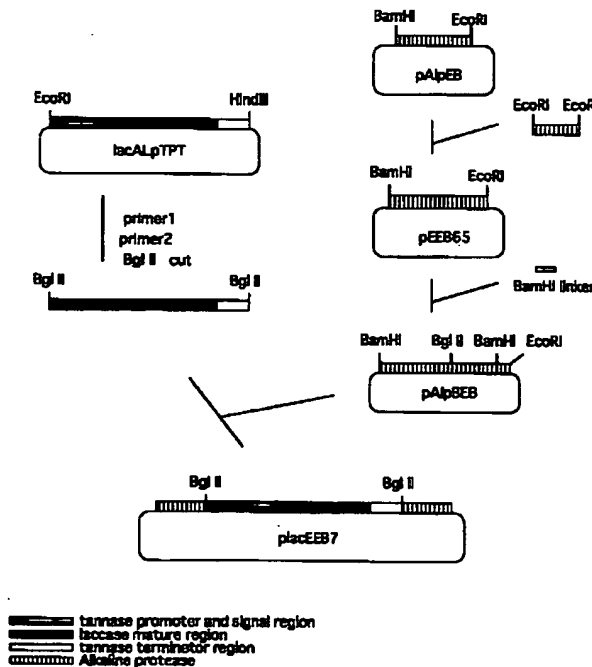 BamHI
EcoRI
pAlpEB
EcoRI
HindIII
lacALpTPT
EcoRI
EcoRI
primer1
primer2
Bgl II cut
BamHI
EcoRI
pEEB65
Bgl II
Bgl II
BamHI linker
BamHI
Bgl II
BamHI
EcoRI
pAlpBEB
Bgl II
Bgl II
placEEB7
tannase promoter and signal region
laccase mature region
tannase terminator region
Alkaline protease